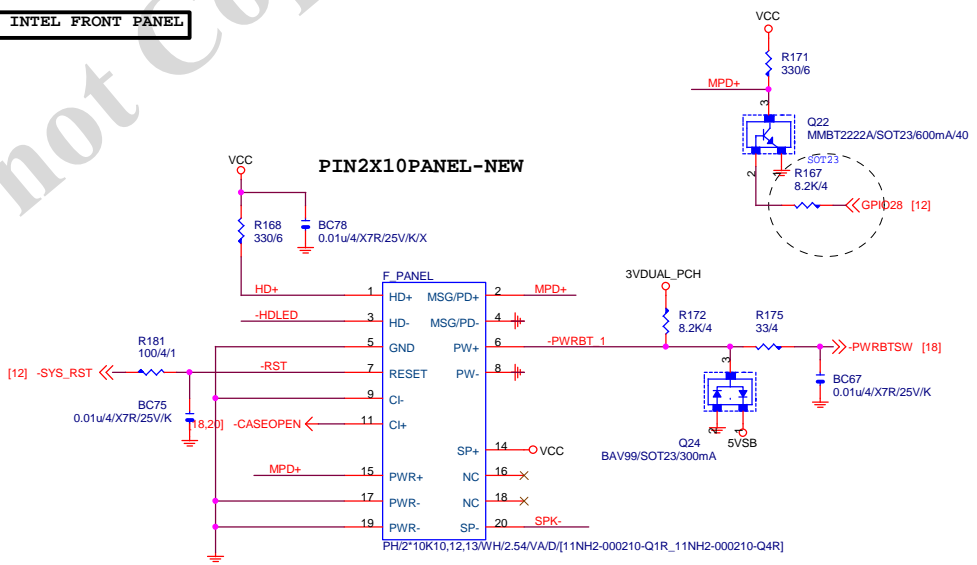 INTEL FRONT PANEL
not Cop
VCC
R171
330/6
MPD+
3
Q22
MMBT2222A/SOT23/600mA/40
SOT23
2
R167
8.2K/4
GPIO28 [12]
PIN2X10PANEL-NEW
VCC
R168
330/6
BC78
0.01u/4/X7R/25V/K/X
F_PANEL
3VDUAL_PCH
HD+ 1 HD+ MSG/PD+ 2 MPD+
-HDLED 3 HD- MSG/PD- 4
R172
8.2K/4
R175
33/4
R181
100/4/1
5 GND PW+ 6 -PWRBT_1
-PWRBTSW [18]
[12] -SYS_RST
-RST 7 RESET PW- 8
3
BC67
0.01u/4/X7R/25V/K
BC75
0.01u/4/X7R/25V/K
9 CI-
18,20] -CASEOPEN 11 CI+
2
1
5VSB
Q24
BAV99/SOT23/300mA
SP+ 14 VCC
MPD+ 15 PWR+ NC 16
17 PWR- NC 18
19 PWR- SP- 20 SPK-
PH/2*10K10,12,13/WH/2.54/VA/D/[11NH2-000210-Q1R_11NH2-000210-Q4R]